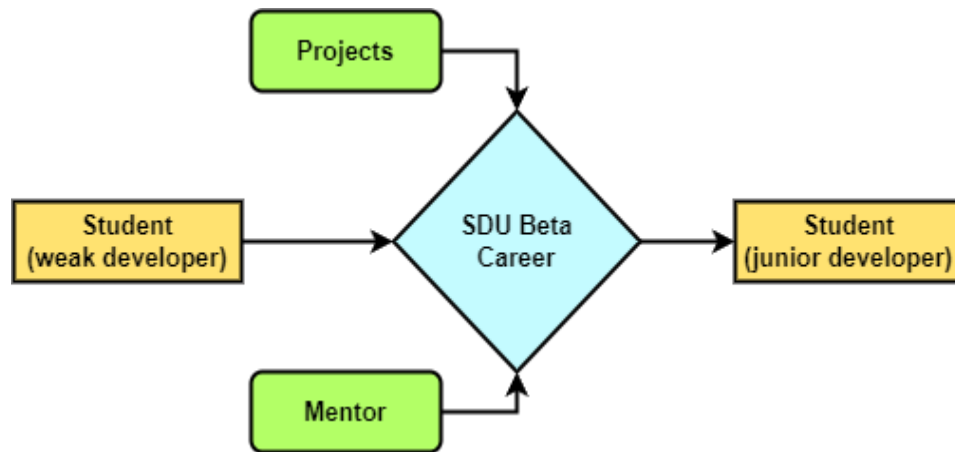 Projects
Student
(weak developer)
SDU Beta
Career
Student
(junior developer)
Mentor